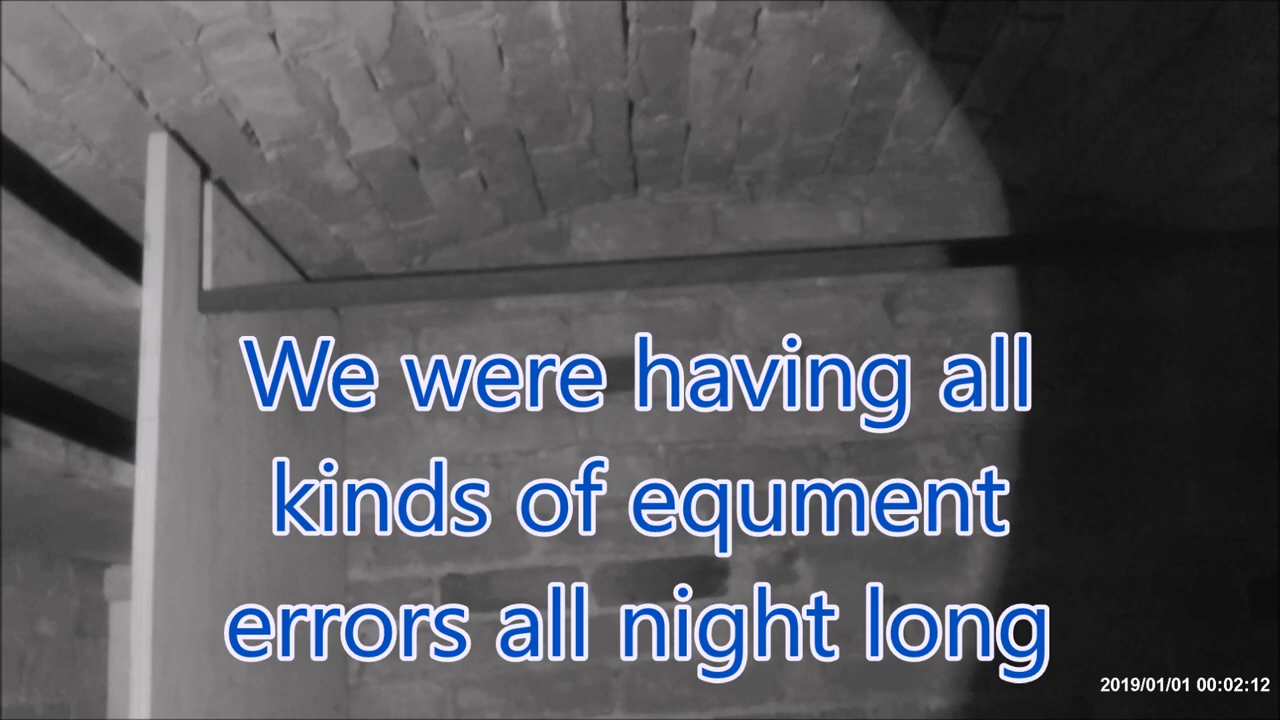 We were having all
kinds of equment
errors all night long
2019/01/01 00:02:12